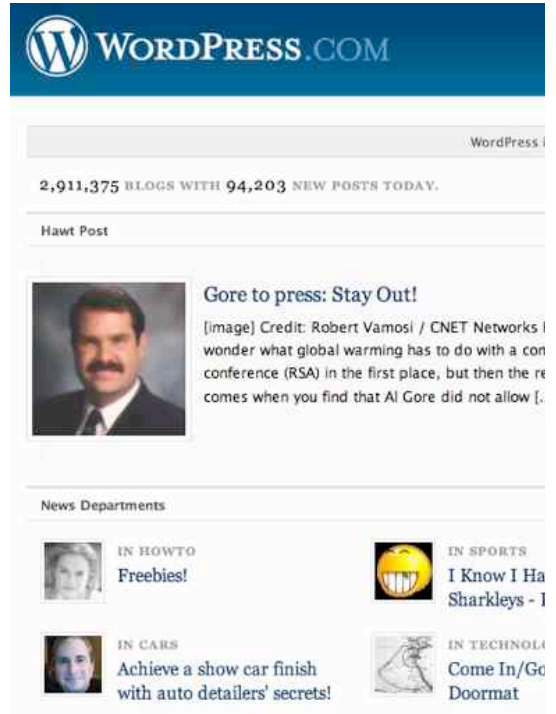 WORDPRESS.COM
WordPress
2,911,375 BLOGS WITH 94,203 NEW POSTS TODAY.
Hawt Post
Gore to press: Stay Out!
[image] Credit: Robert Vamosi / CNET Networks
wonder what global warming has to do with a
conference (RSA) in the first place, but then the
comes when you find that Al Gore did not allow [..
News Departments
IN HOWTO
Freebies!
IN SPORTS
I Know I
Sharkleys -
IN CARS
Achieve a show car finish
with auto detailers' secrets!
IN
Come In/
Doormat